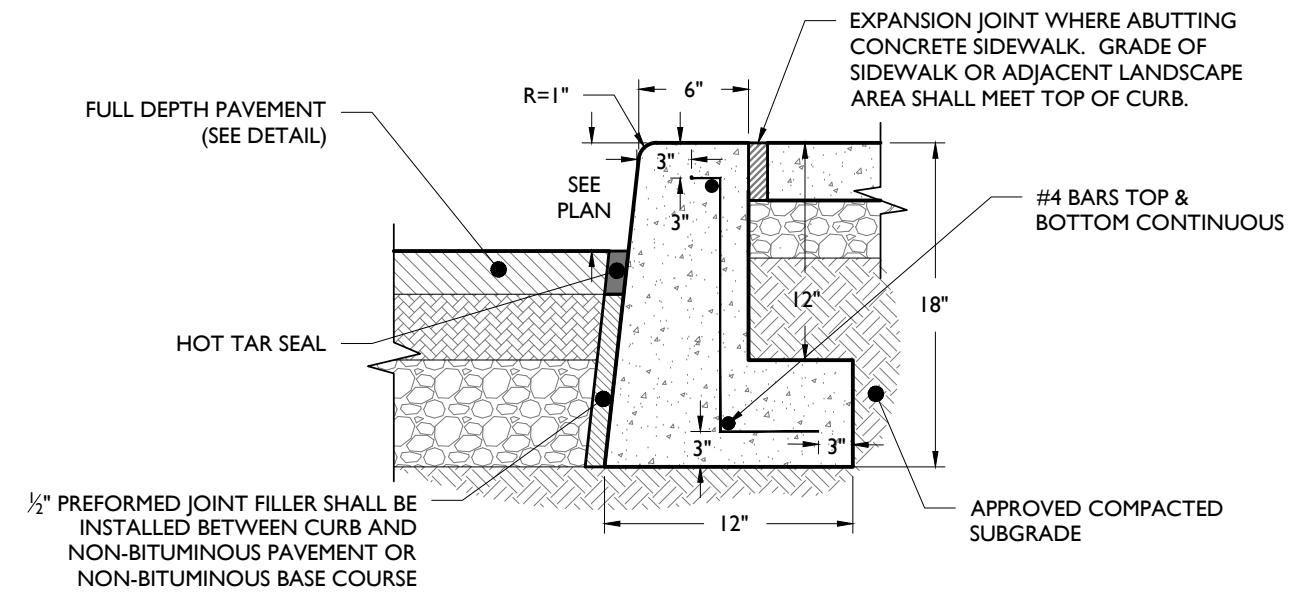 EXPANSION JOINT WHERE ABUTTING
CONCRETE SIDEWALK. GRADE OF
SIDEWALK OR ADJACENT LANDSCAPE
AREA SHALL MEET TOP OF CURB.
R=1"
6"
FULL DEPTH PAVEMENT
(SEE DETAIL)
3"
SEE
PLAN
3"
#4 BARS TOP &
BOTTOM CONTINUOUS
12"
18"
HOT TAR SEAL
3"
3"
½" PREFORMED JOINT FILLER SHALL BE
INSTALLED BETWEEN CURB AND
NON-BITUMINOUS PAVEMENT OR
NON-BITUMINOUS BASE COURSE
12"
APPROVED COMPACTED
SUBGRADE